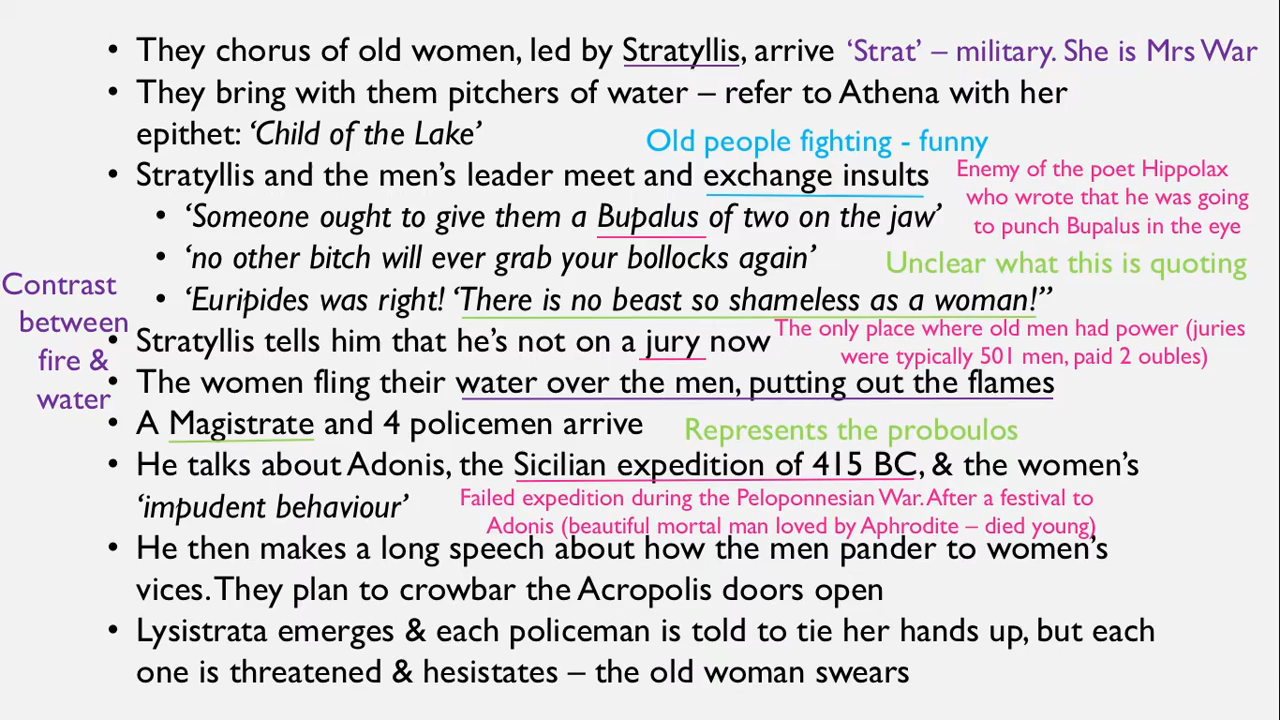 • They chorus of old women, led by Stratyllis, arrive ‘Strat’ – military. She is Mrs War
• They bring with them pitchers of water – refer to Athena with her
epithet: ‘Child of the Lake’
Old people fighting - funny
• Stratyllis and the men’s leader meet and exchange insults
Enemy of the poet Hippolax
who wrote that he was going
to punch Bupalus in the eye
• ‘Someone ought to give them a Bupalus of two on the jaw’
• ‘no other bitch will ever grab your bollocks again’
Unclear what this is quoting
• ‘Euripides was right! ‘There is no beast so shameless as a woman!’’
Contrast
between
fire &
water
• Stratyllis tells him that he’s not on a jury now
The only place where old men had power (juries
were typically 501 men, paid 2 oubles)
• The women fling their water over the men, putting out the flames
• A Magistrate and 4 policemen arrive
Represents the proboulos
• He talks about Adonis, the Sicilian expedition of 415 BC, & the women’s
‘impudent behaviour’
Failed expedition during the Peloponnesian War. After a festival to
Adonis (beautiful mortal man loved by Aphrodite – died young)
• He then makes a long speech about how the men pander to women’s
vices. They plan to crowbar the Acropolis doors open
• Lysistrata emerges & each policeman is told to tie her hands up, but each
one is threatened & hesistates – the old woman swears